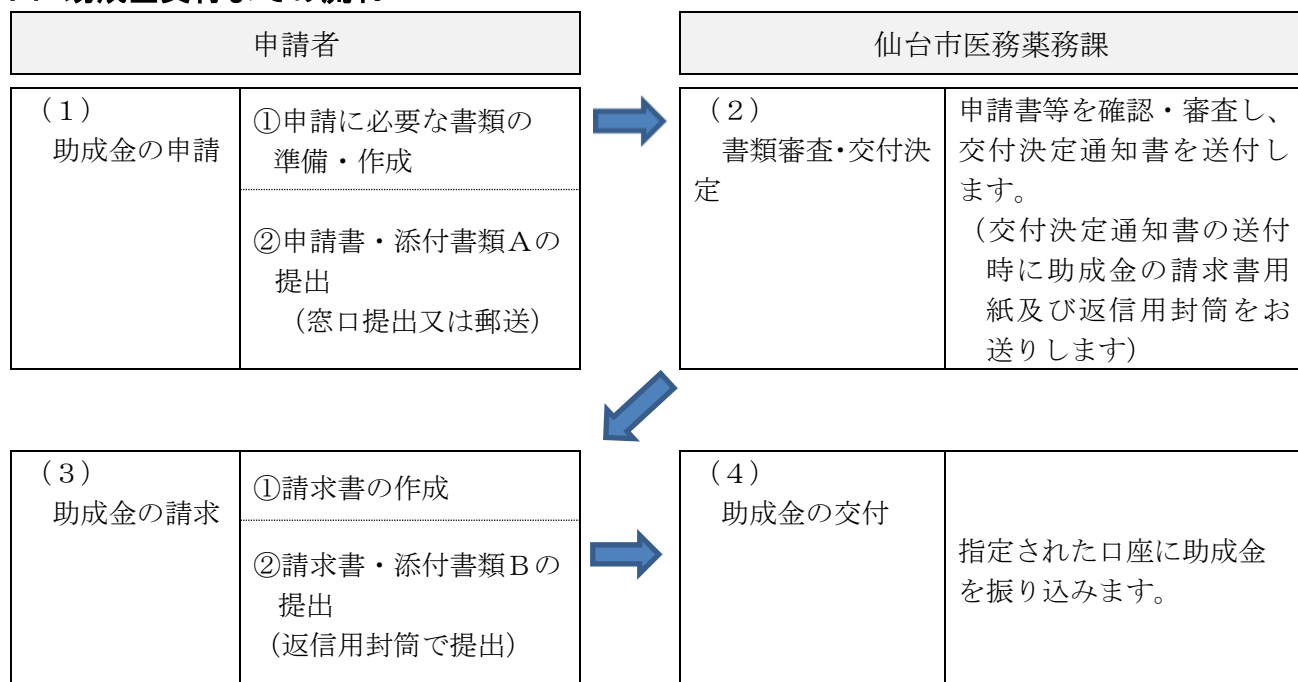 申請者
仙台市医務薬務課
(1)
助成金の申請
①申請に必要な書類の
準備・作成
②申請書・添付書類Aの
提出
（窓口提出又は郵送）
(2)
書類審査・交付決
定
申請書等を確認・審査し、
交付決定通知書を送付し
ます。
（交付決定通知書の送付
時に助成金の請求書用
紙及び返信用封筒をお
送りします）
(3)
助成金の請求
①請求書の作成
②請求書・添付書類Bの
提出
（返信用封筒で提出）
(4)
助成金の交付
指定された口座に助成金
を振り込みます。